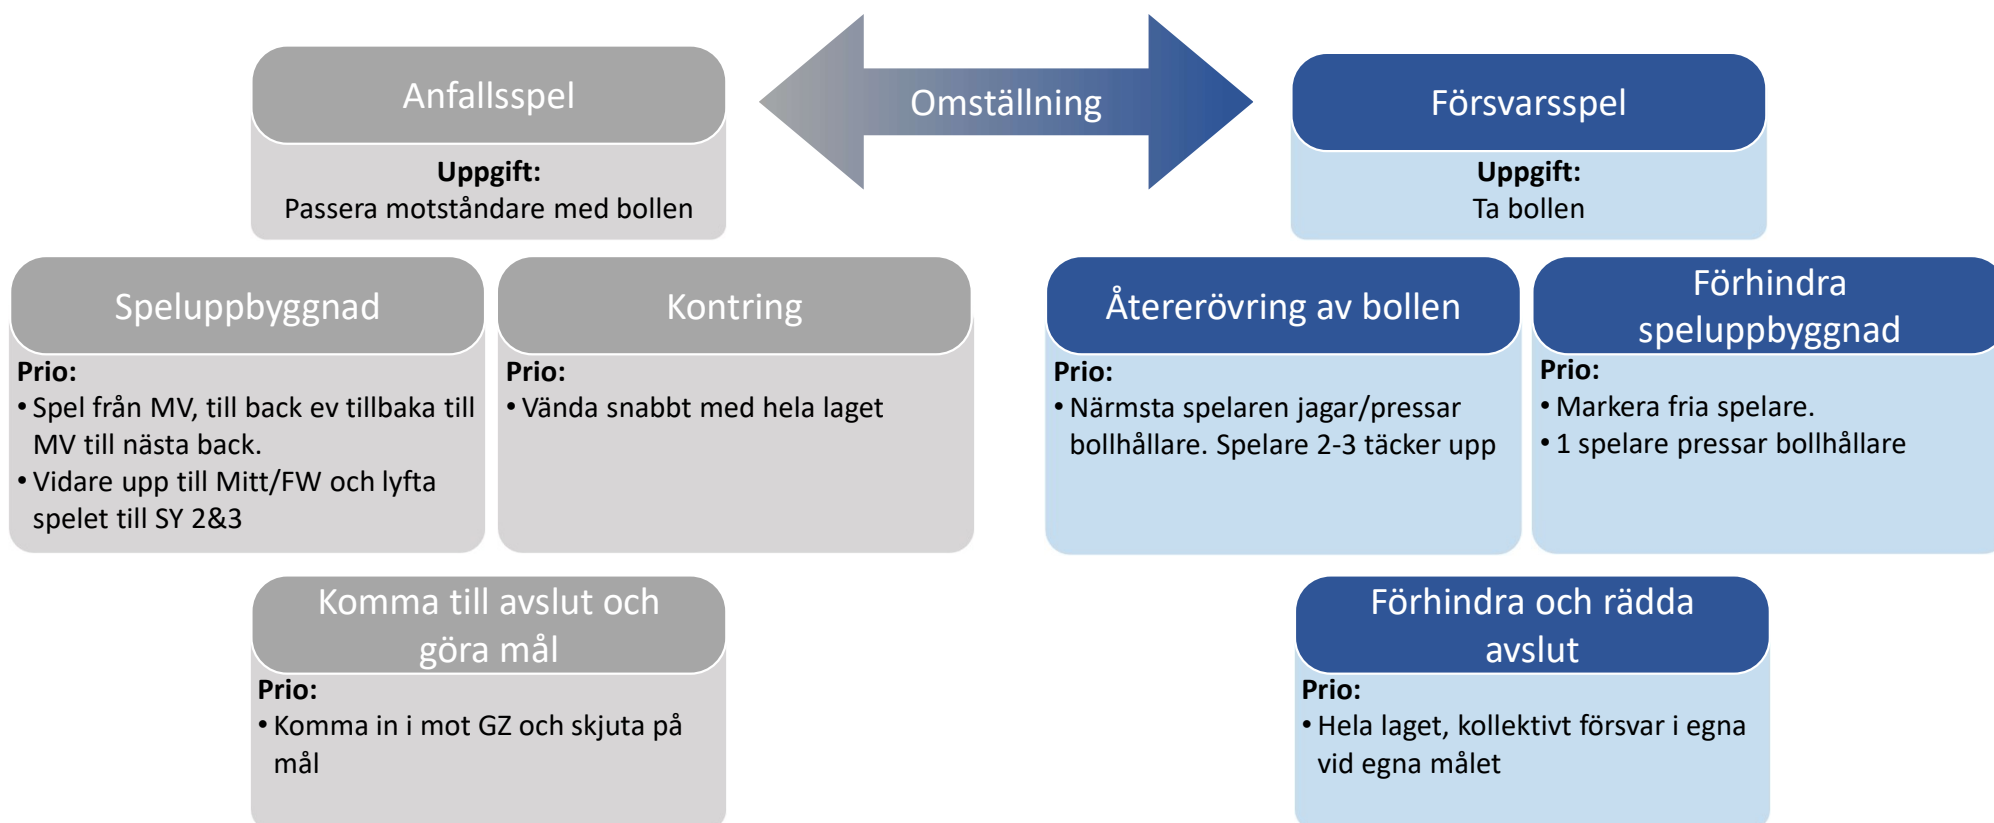 Anfallsspel
Uppgift:
Passera motståndare med bollen
Omställning
Försvarsspel
Uppgift:
Ta bollen
Speluppbyggnad
Prio:
• Spel från MV, till back ev tillbaka till
MV till nästa back.
• Vidare upp till Mitt/FW och lyfta
spelet till SY 2&3
Kontring
Prio:
• Vända snabbt med hela laget
Återerövring av bollen
Prio:
• Närmsta spelaren jagar/pressar
bollhållare. Spelare 2-3 täcker upp
Förhindra
speluppbyggnad
Prio:
• Markera fria spelare.
• 1 spelare pressar bollhållare
Komma till avslut och
göra mål
Prio:
• Komma in i mot GZ och skjuta på
mål
Förhindra och rädda
avslut
Prio:
• Hela laget, kollektivt försvar i egna
vid egna målet